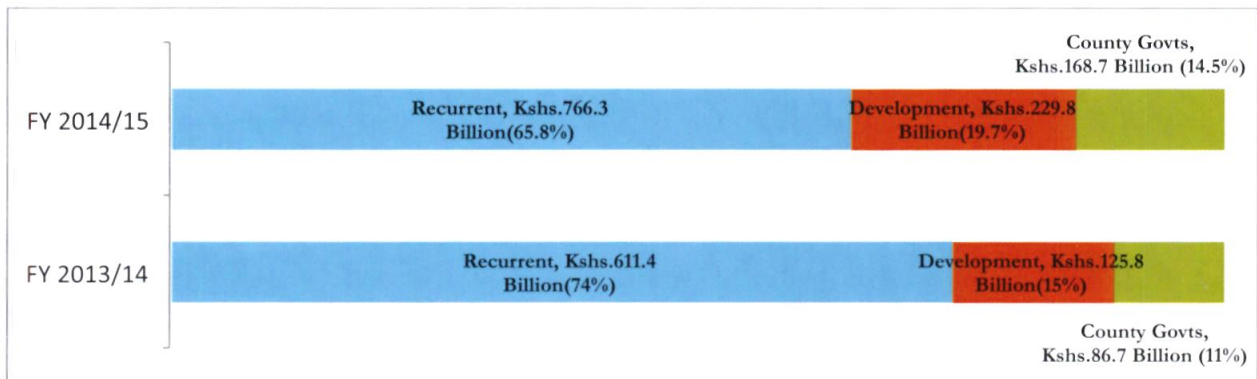 County Govts,
Kshs.168.7 Billion (14.5%)
FY 2014/15
Recurrent, Kshs.766.3
Billion(65.8%)
Development, Kshs.229.8
Billion(19.7%)
FY 2013/14
Recurrent, Kshs.611.4
Billion(74%)
Development, Kshs.125.8
Billion(15%)
County Govts,
Kshs.86.7 Billion (11%)